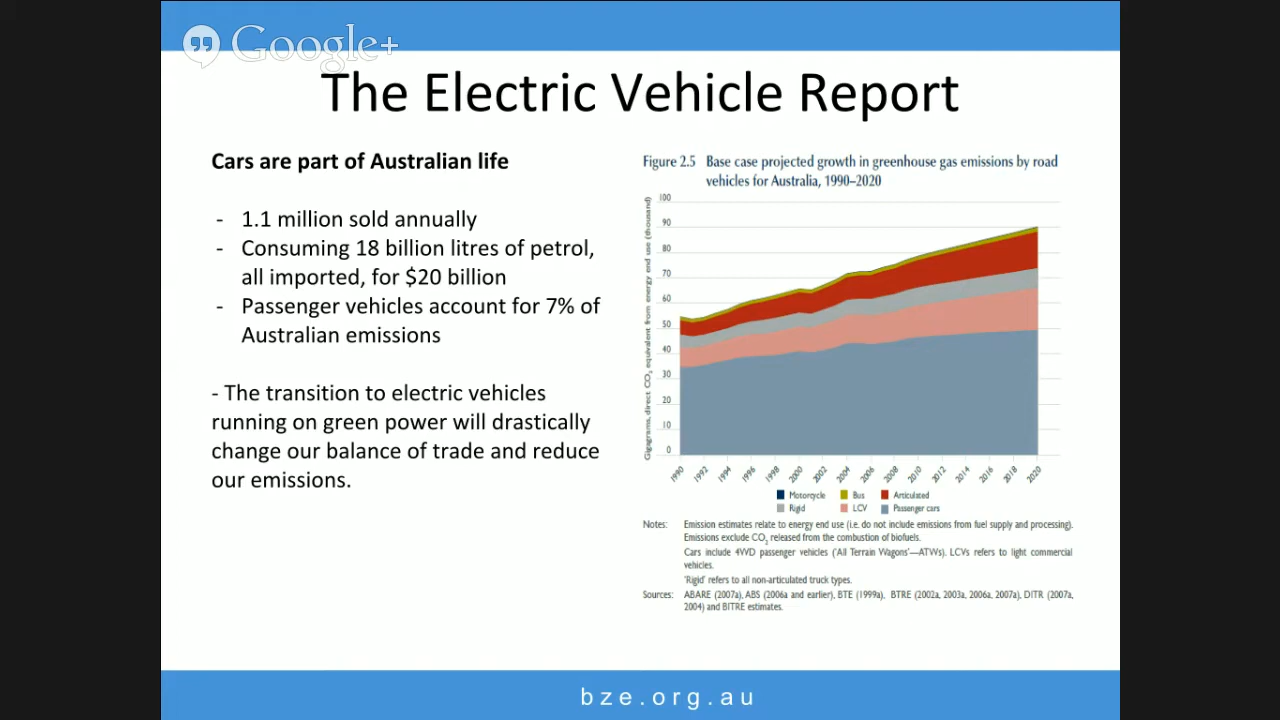 Google+
The Electric Vehicle Report
Cars are part of Australian life
- 1.1 million sold annually
- Consuming 18 billion litres of petrol,
all imported, for $20 billion
- Passenger vehicles account for 7% of
Australian emissions
- The transition to electric vehicles
running on green power will drastically
change our balance of trade and reduce
our emissions.
Figure 2.5 Base case projected growth in greenhouse gas emissions by road
vehicles for Australia, 1990–2020
Gigagrams, direct CO2 equivalent from energy end use (thousand)
100
90
80
70
60
50
40
30
20
10
0
1990 1992 1994 1996 1998 2000 2002 2004 2006 2008 2010 2012 2014 2016 2018 2020
Motorcycle Bus Articulated
Rigid LCV Passenger cars
Notes: Emission estimates relate to energy end use (i.e. do not include emissions from fuel supply and processing).
Emissions exclude CO2 released from the combustion of biofuels.
Cars include 4WD passenger vehicles ('All Terrain Wagons'—ATWs). LCVs refers to light commercial
vehicles.
'Rigid' refers to all non-articulated truck types.
Sources: ABARE (2007a), ABS (2006a and earlier), BTE (1999a), BTRE (2002a, 2003a, 2006a, 2007a), DITR (2007a,
2004) and BITRE estimates.
bze.org.au